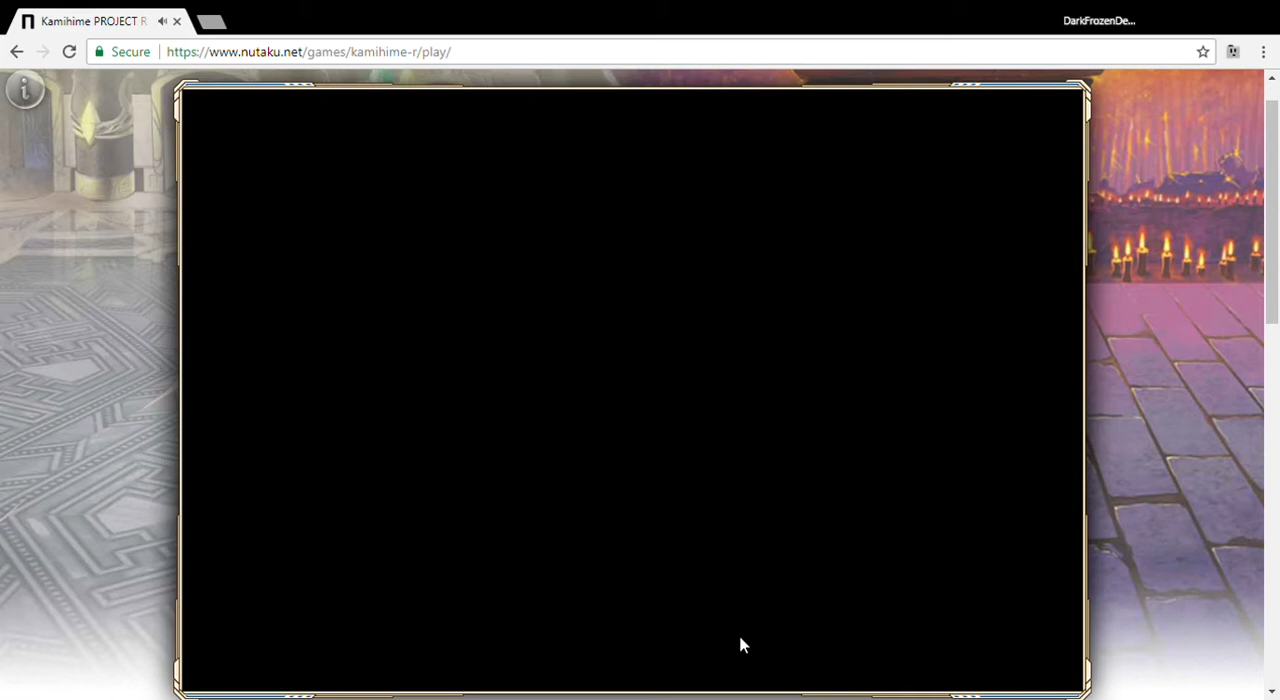 Kamihime PROJECT R
DarkFrozenDe...
Secure
https://www.nutaku.net/games/kamihime-r/play/
i